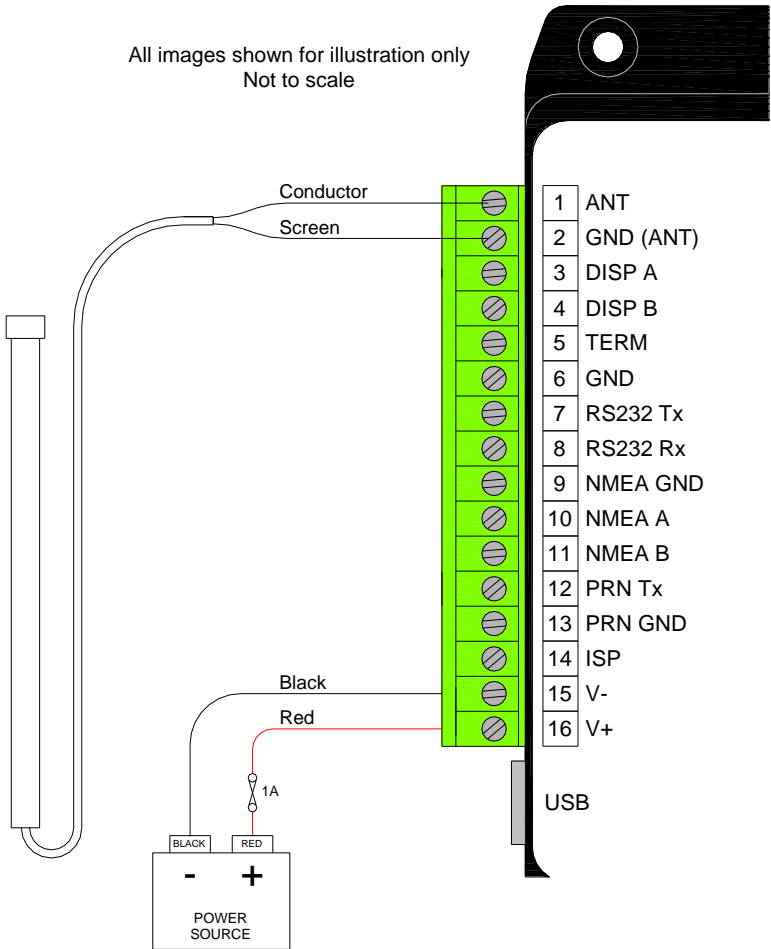 All images shown for illustration only
Not to scale
Conductor
Screen
1 ANT
2 GND (ANT)
3 DISP A
4 DISP B
5 TERM
6 GND
7 RS232 Tx
8 RS232 Rx
9 NMEA GND
10 NMEA A
11 NMEA B
12 PRN Tx
13 PRN GND
14 ISP
Black
15 V-
Red
16 V+
1A
USB
BLACK RED
- +
POWER
SOURCE